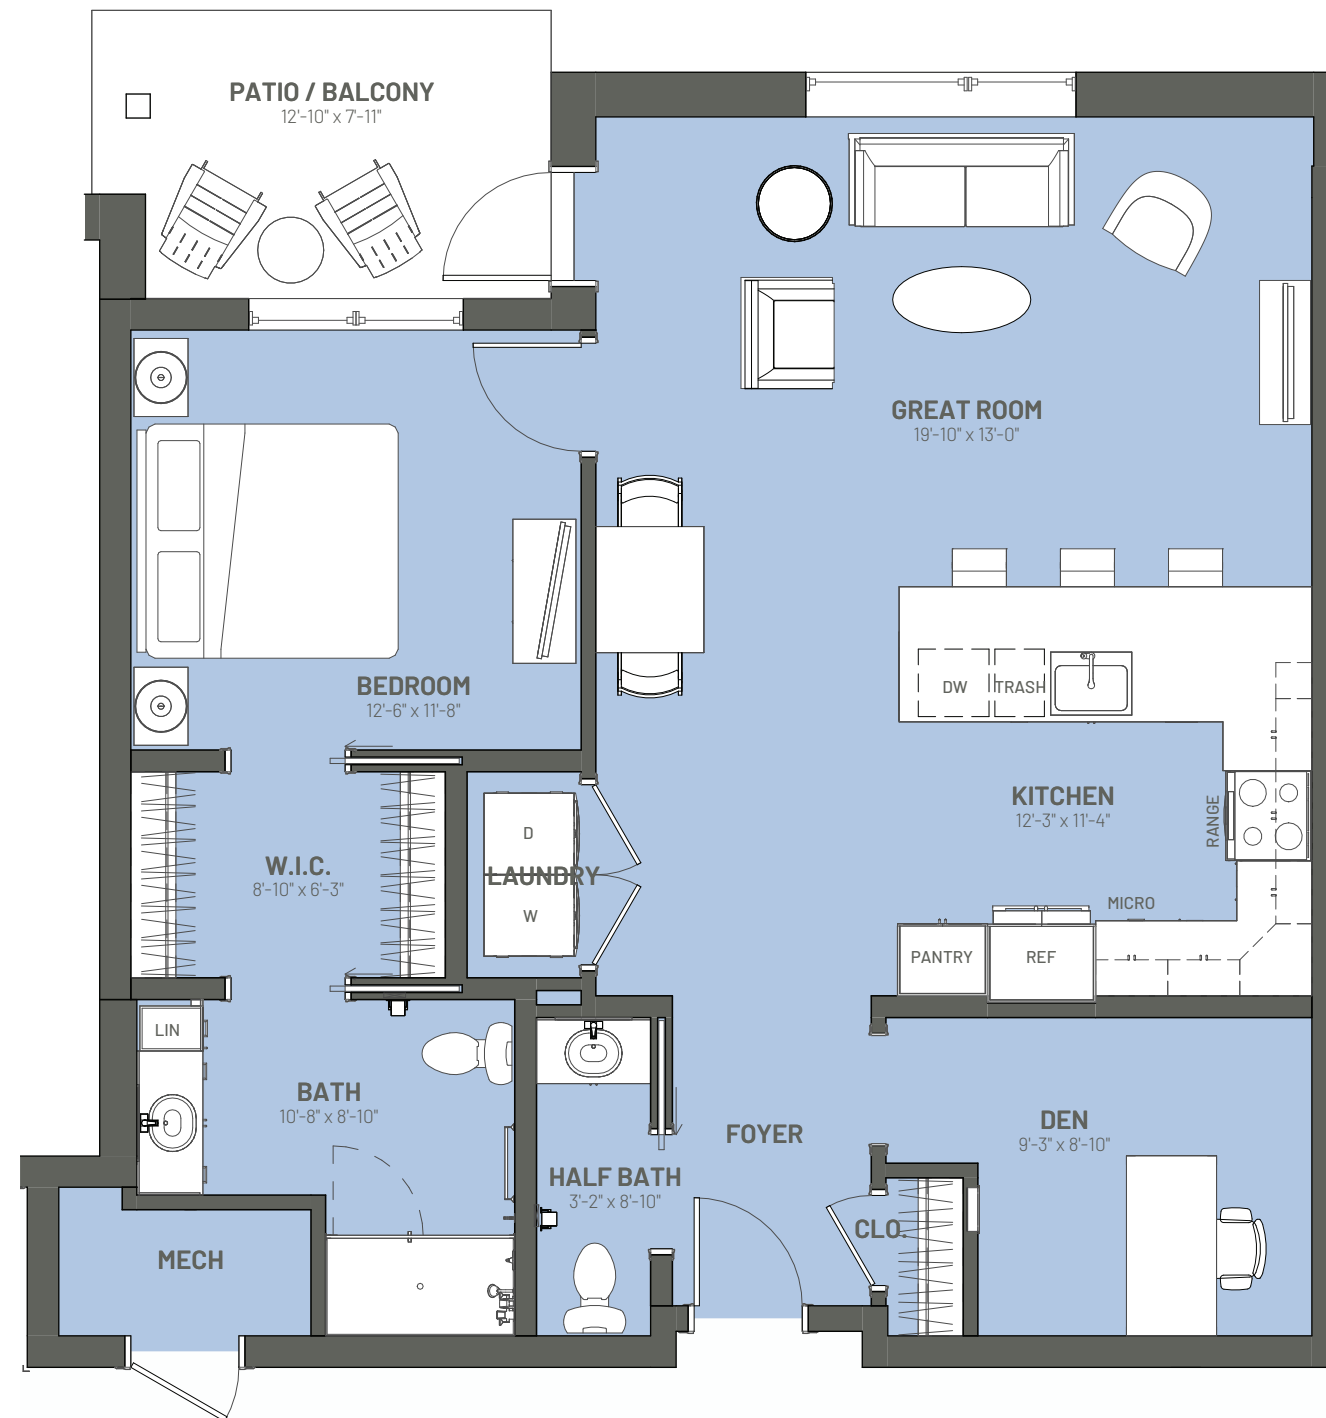 PATIO / BALCONY
12'-10" x 7'-11"
GREAT ROOM
19'-10" x 13'-0"
BEDROOM
12'-6" x 11'-8"
DW
TRASH
KITCHEN
12'-3" x 11'-4"
RANGE
D
LAUNDRY
W
W.I.C.
8'-10" x 6'-3"
MICRO
PANTRY
REF
LIN
BATH
10'-8" x 8'-10"
FOYER
DEN
9'-3" x 8'-10"
HALF BATH
3'-2" x 8'-10"
CLO.
MECH